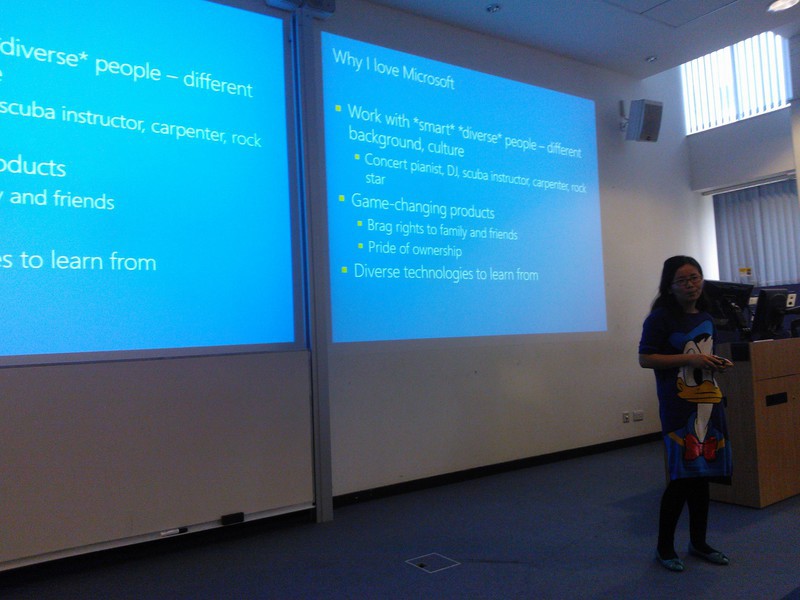 *diverse* people – different
scuba instructor, carpenter, rock
oducts
y and friends
es to learn from
Why I love Microsoft
Work with *smart* *diverse* people – different
background, culture
Concert pianist, DJ, scuba instructor, carpenter, rock
star
Game-changing products
Brag rights to family and friends
Pride of ownership
Diverse technologies to learn from